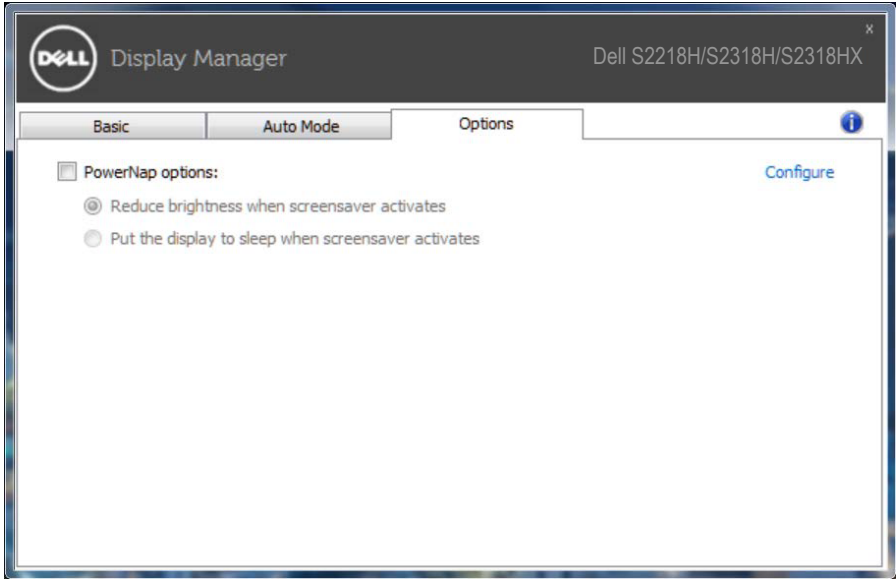 DELL Display Manager Dell S2218H/S2318H/S2318HX x
Basic Auto Mode Options i
PowerNap options: Configure
Reduce brightness when screensaver activates
Put the display to sleep when screensaver activates